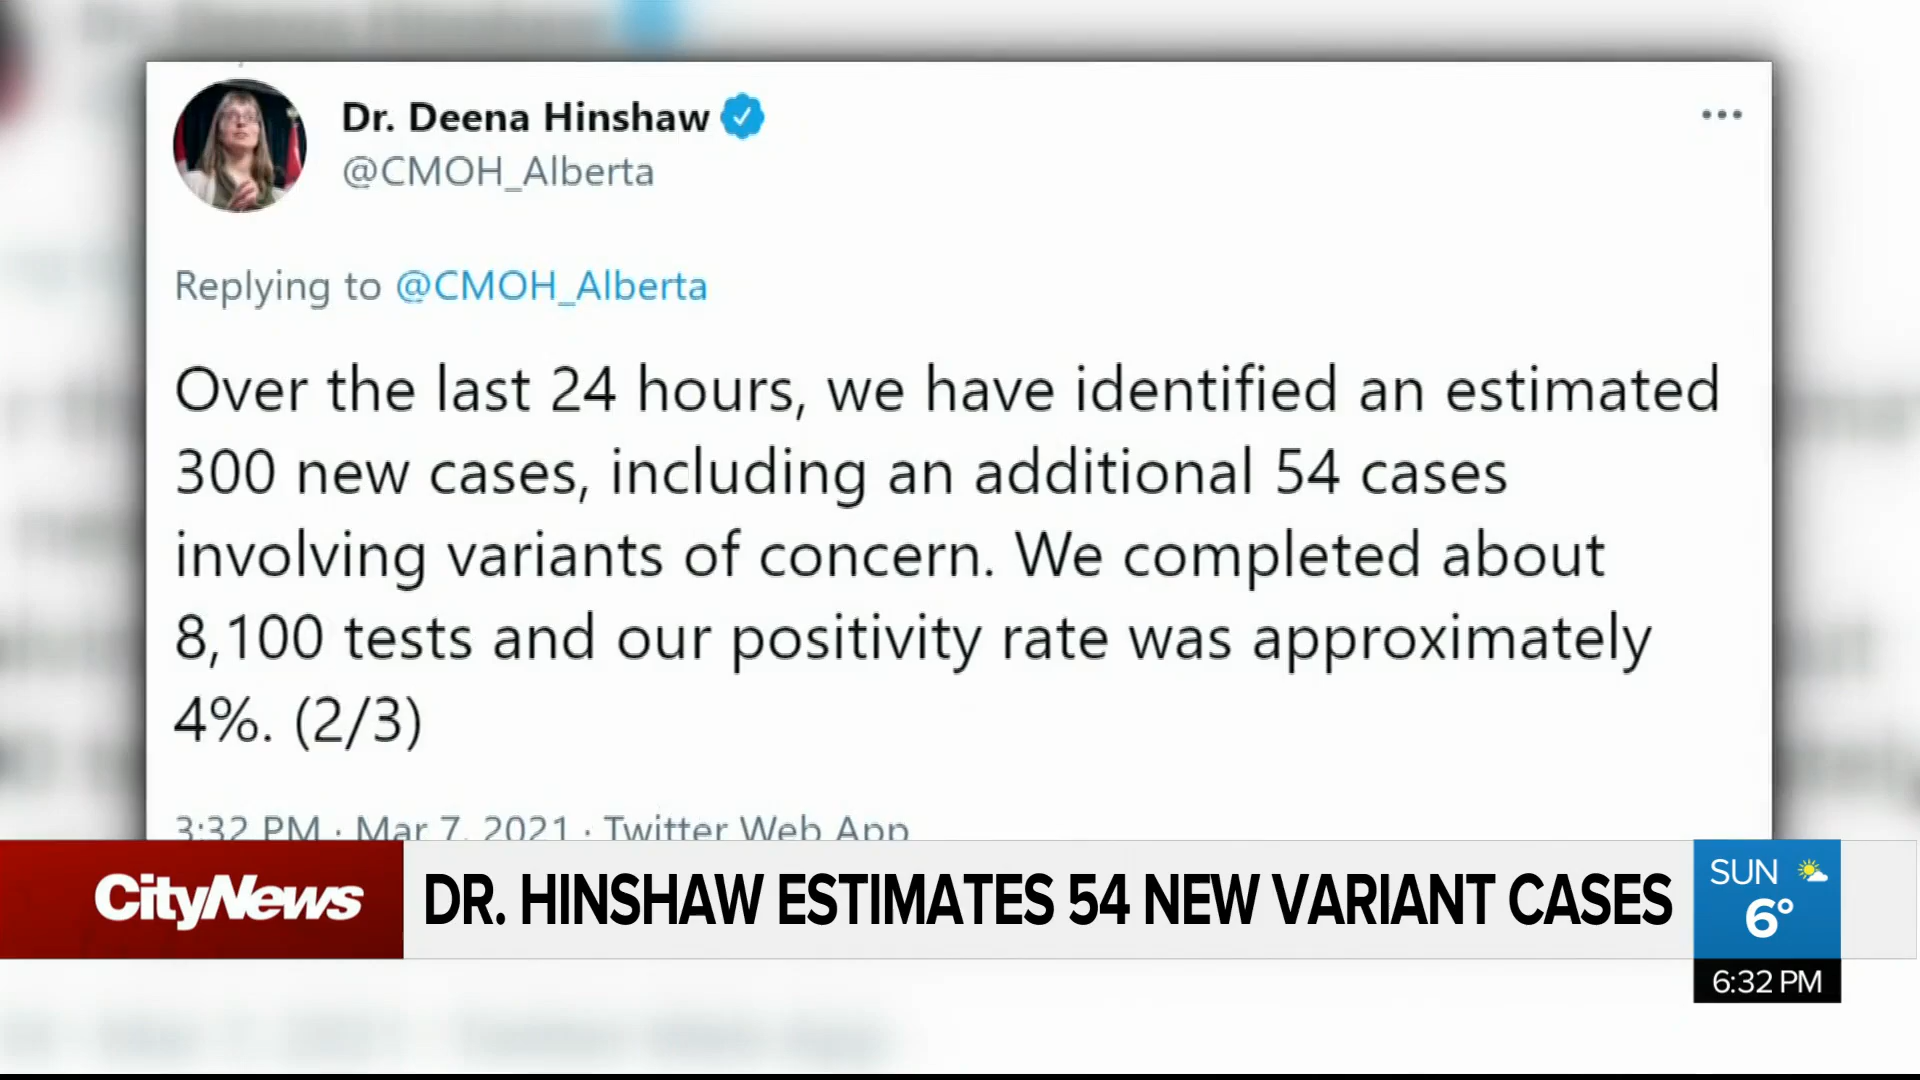 Dr. Deena Hinshaw
@CMOH_Alberta
Replying to @CMOH_Alberta
Over the last 24 hours, we have identified an estimated
300 new cases, including an additional 54 cases
involving variants of concern. We completed about
8,100 tests and our positivity rate was approximately
4%. (2/3)
3:32 PM · Mar 7, 2021 · Twitter Web App
CityNews
DR. HINSHAW ESTIMATES 54 NEW VARIANT CASES
SUN
6°
6:32 PM